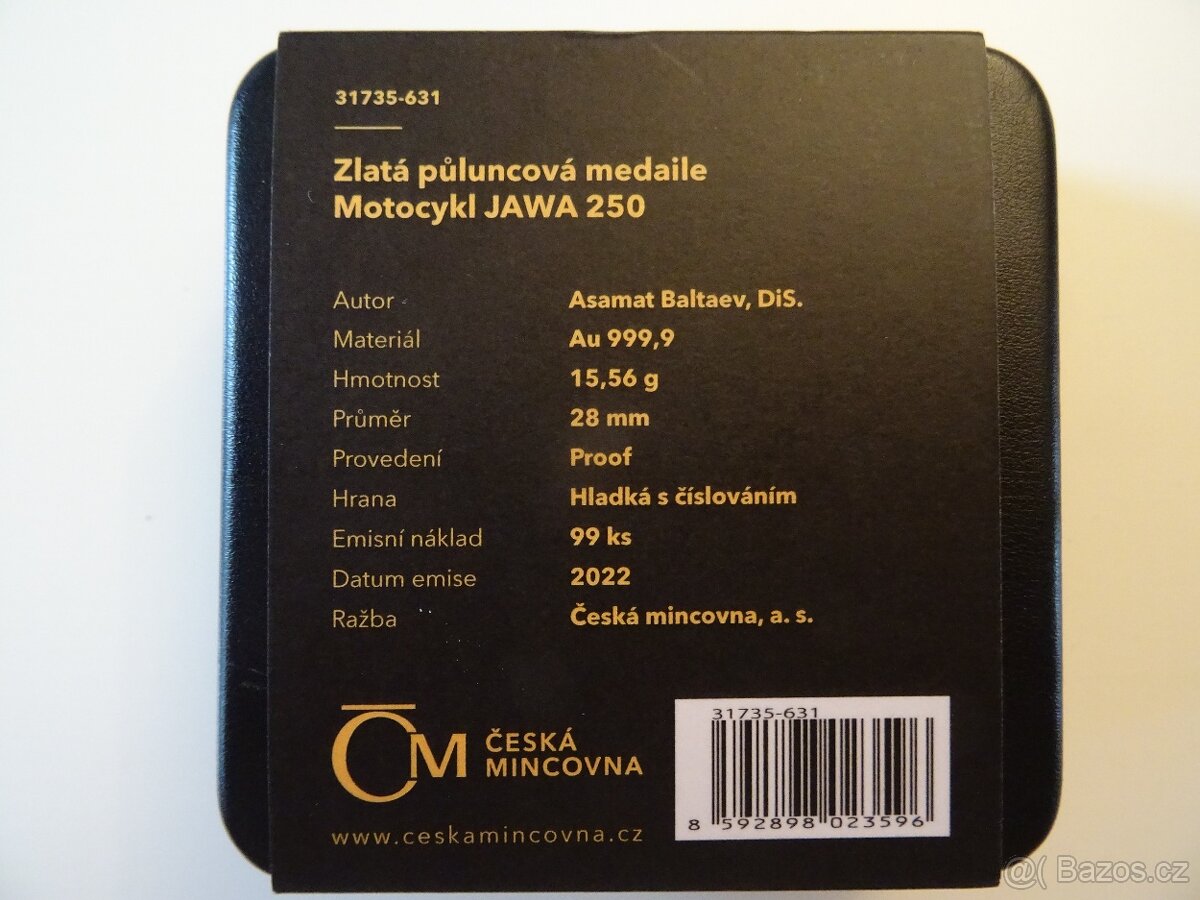 31735-631
Zlatá půluncová medaile
Motocykl JAWA 250
Autor Asamat Baltaev, DiS.
Materiál Au 999,9
Hmotnost 15,56 g
Průměr 28 mm
Provedení Proof
Hrana Hladká s číslováním
Emisní náklad 99 ks
Datum emise 2022
Ražba Česká mincovna, a. s.
ČM ČESKÁ
MINCOVNA
www.ceskamincovna.cz
31735-631
8 592898 023596
@( Bazos.cz